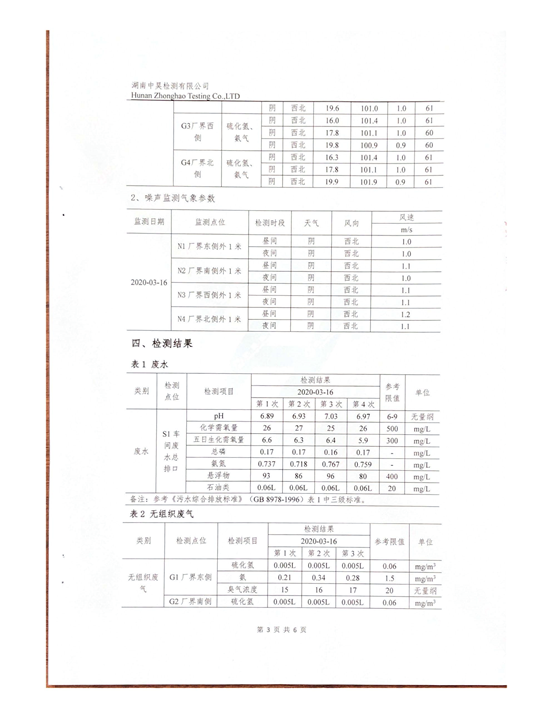 湖南中昊检测有限公司
Hunan Zhonghao Testing Co.,LTD
阴 西北 19.6 101.0 1.0 61
G3厂界西侧 硫化氢、氨气 阴 西北 16.0 101.4 1.0 61
阴 西北 17.8 101.1 1.0 60
阴 西北 19.8 100.9 0.9 60
G4厂界北侧 硫化氢、氨气 阴 西北 16.3 101.4 1.0 61
阴 西北 17.8 101.1 1.0 61
阴 西北 19.9 101.9 0.9 61
2、噪声监测气象参数
监测日期 监测点位 检测时段 天气 风向 风速
m/s
2020-03-16 N1 厂界东侧外 1 米 昼间 阴 西北 1.0
夜间 阴 西北 1.0
N2 厂界南侧外 1 米 昼间 阴 西北 1.1
夜间 阴 西北 1.0
N3 厂界西侧外 1 米 昼间 阴 西北 1.1
夜间 阴 西北 1.1
N4 厂界北侧外 1 米 昼间 阴 西北 1.2
夜间 阴 西北 1.1
四、检测结果
表 1 废水
类别 检测点位 检测项目 检测结果 参考限值 单位
2020-03-16
第 1 次 第 2 次 第 3 次 第 4 次
废水 S1 车间废水总排口 pH 6.89 6.93 7.03 6.97 6-9 无量纲
化学需氧量 26 27 25 26 500 mg/L
五日生化需氧量 6.6 6.3 6.4 5.9 300 mg/L
总磷 0.17 0.17 0.16 0.17 - mg/L
氨氮 0.737 0.718 0.767 0.759 - mg/L
悬浮物 93 86 96 80 400 mg/L
石油类 0.06L 0.06L 0.06L 0.06L 20 mg/L
备注：参考《污水综合排放标准》（GB 8978-1996）表 1 中三级标准。
表 2 无组织废气
类别 检测点位 检测项目 检测结果 参考限值 单位
2020-03-16
第 1 次 第 2 次 第 3 次
无组织废气 G1 厂界东侧 硫化氢 0.005L 0.005L 0.005L 0.06 mg/m³
氨 0.21 0.34 0.28 1.5 mg/m³
臭气浓度 15 16 17 20 无量纲
G2 厂界南侧 硫化氢 0.005L 0.005L 0.005L 0.06 mg/m³
第 3 页 共 6 页